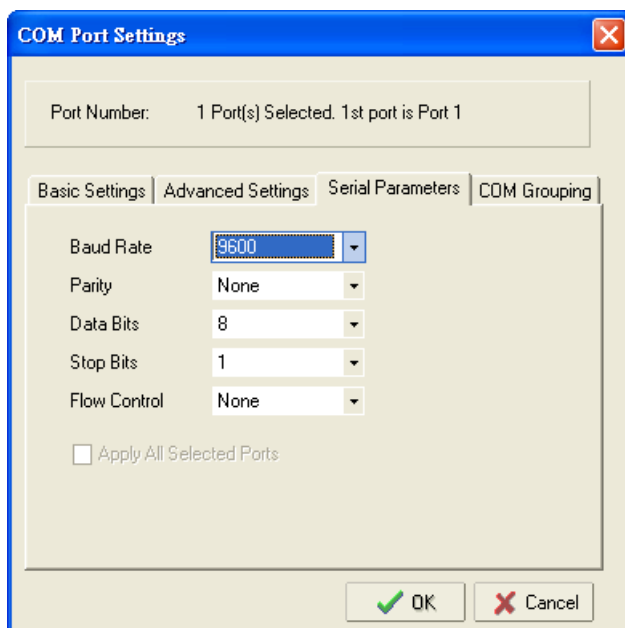 COM Port Settings
Port Number: 1 Port(s) Selected. 1st port is Port 1
Basic Settings Advanced Settings Serial Parameters COM Grouping
Baud Rate 9600
Parity None
Data Bits 8
Stop Bits 1
Flow Control None
Apply All Selected Ports
OK Cancel